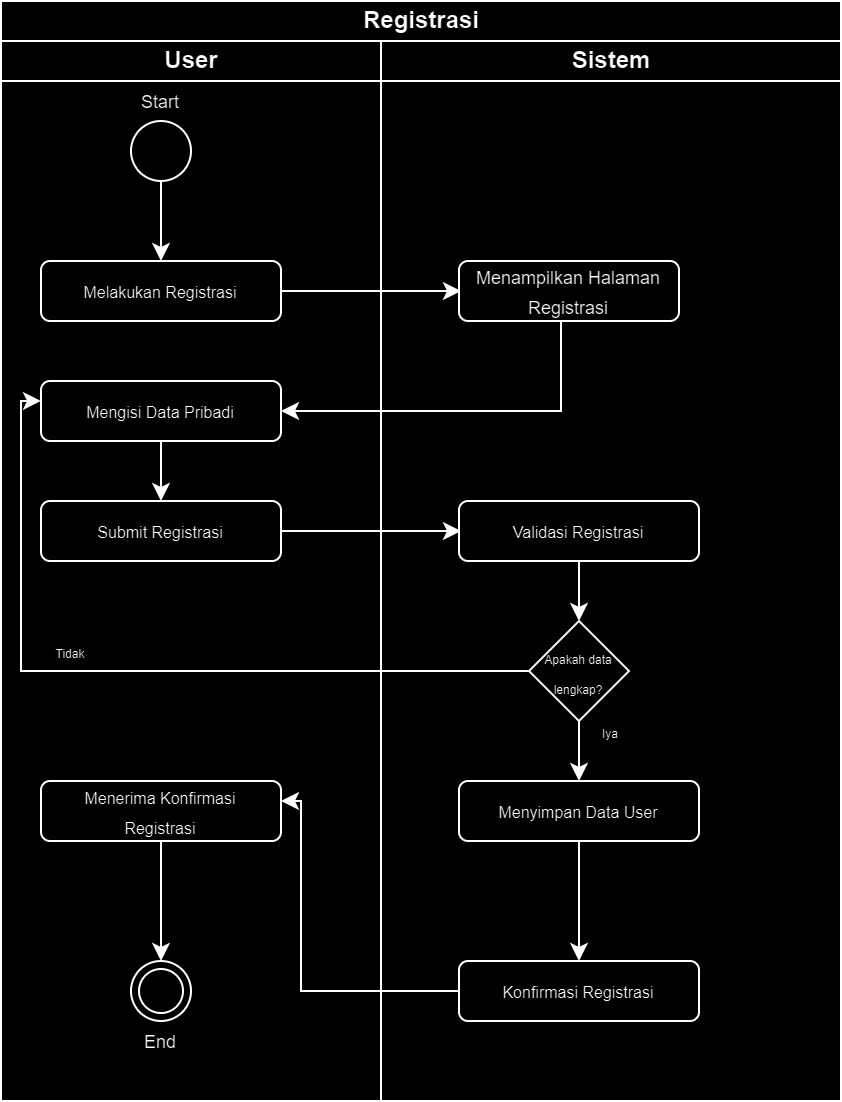 Registrasi
User
Sistem
Start
Melakukan Registrasi
Menampilkan Halaman
Registrasi
Mengisi Data Pribadi
Submit Registrasi
Validasi Registrasi
Apakah data
lengkap?
Tidak
Iya
Menyimpan Data User
Menerima Konfirmasi
Registrasi
Konfirmasi Registrasi
End